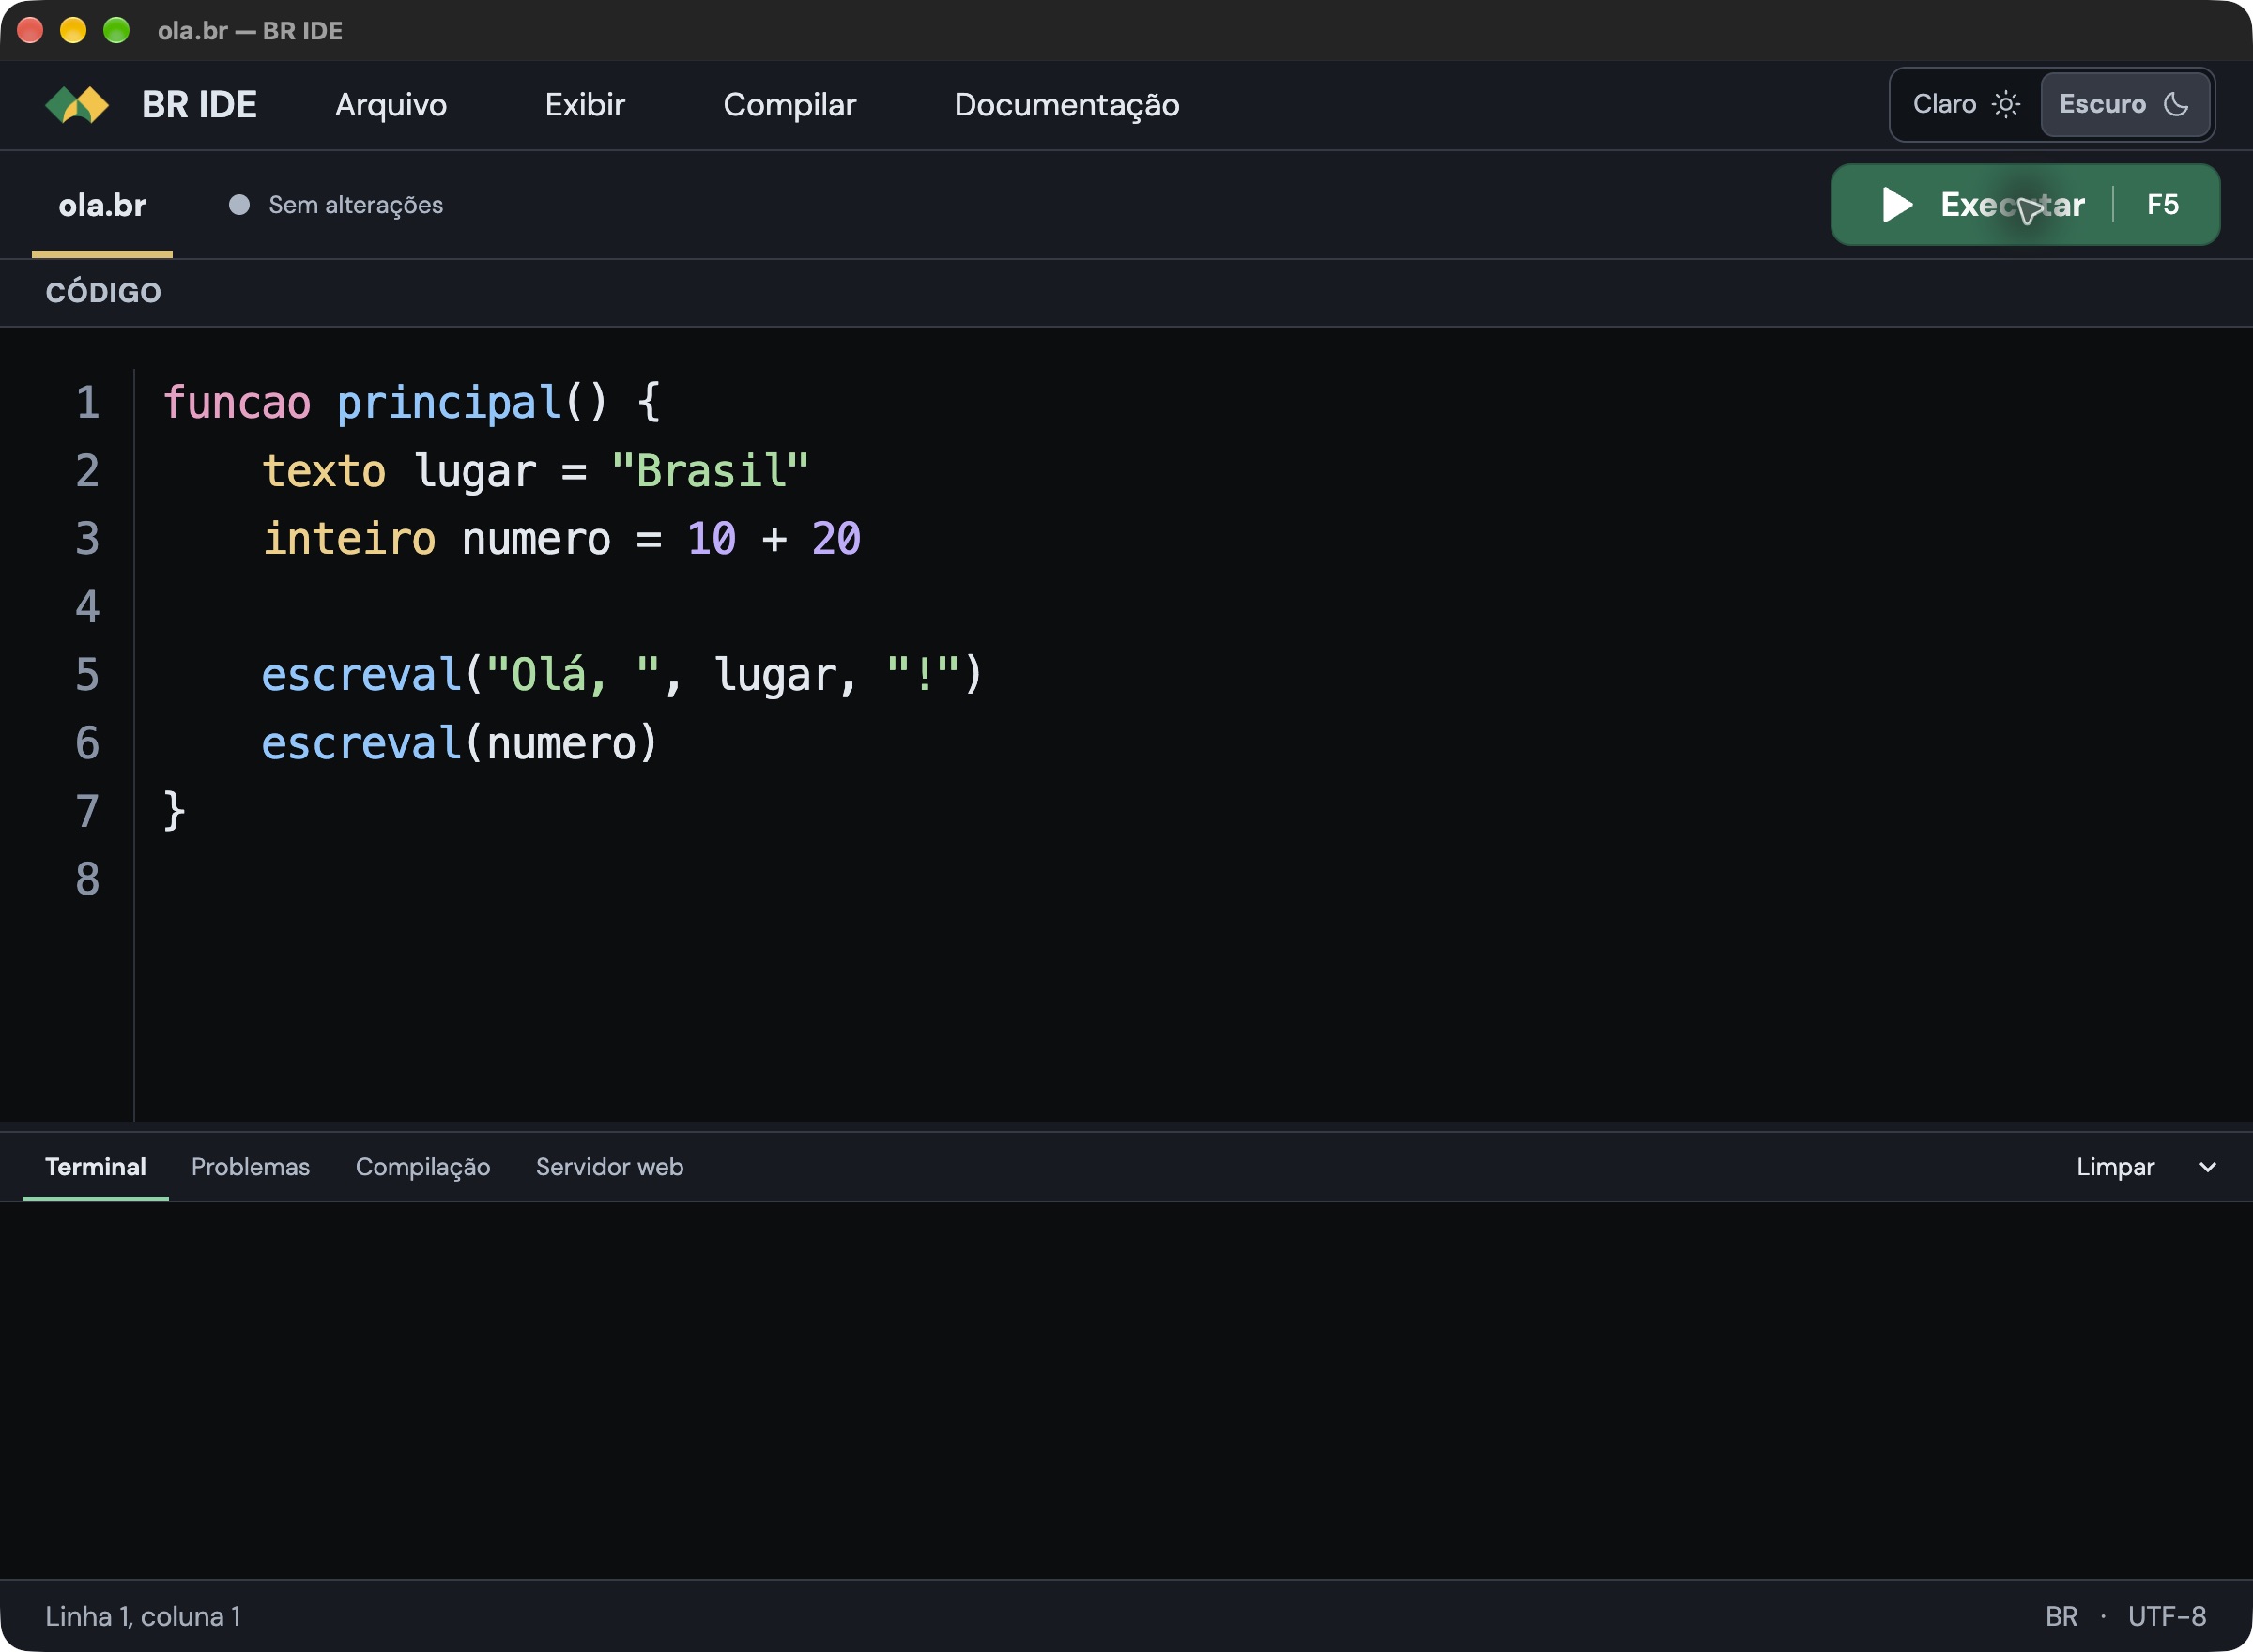 ola.br — BR IDE
BR IDE Arquivo Exibir Compilar Documentação Claro Escuro
ola.br Sem alterações Executar F5
CÓDIGO
1 funcao principal() {
2     texto lugar = "Brasil"
3     inteiro numero = 10 + 20
4
5     escreval("Olá, ", lugar, "!")
6     escreval(numero)
7 }
8
Terminal Problemas Compilação Servidor web Limpar
Linha 1, coluna 1 BR · UTF-8